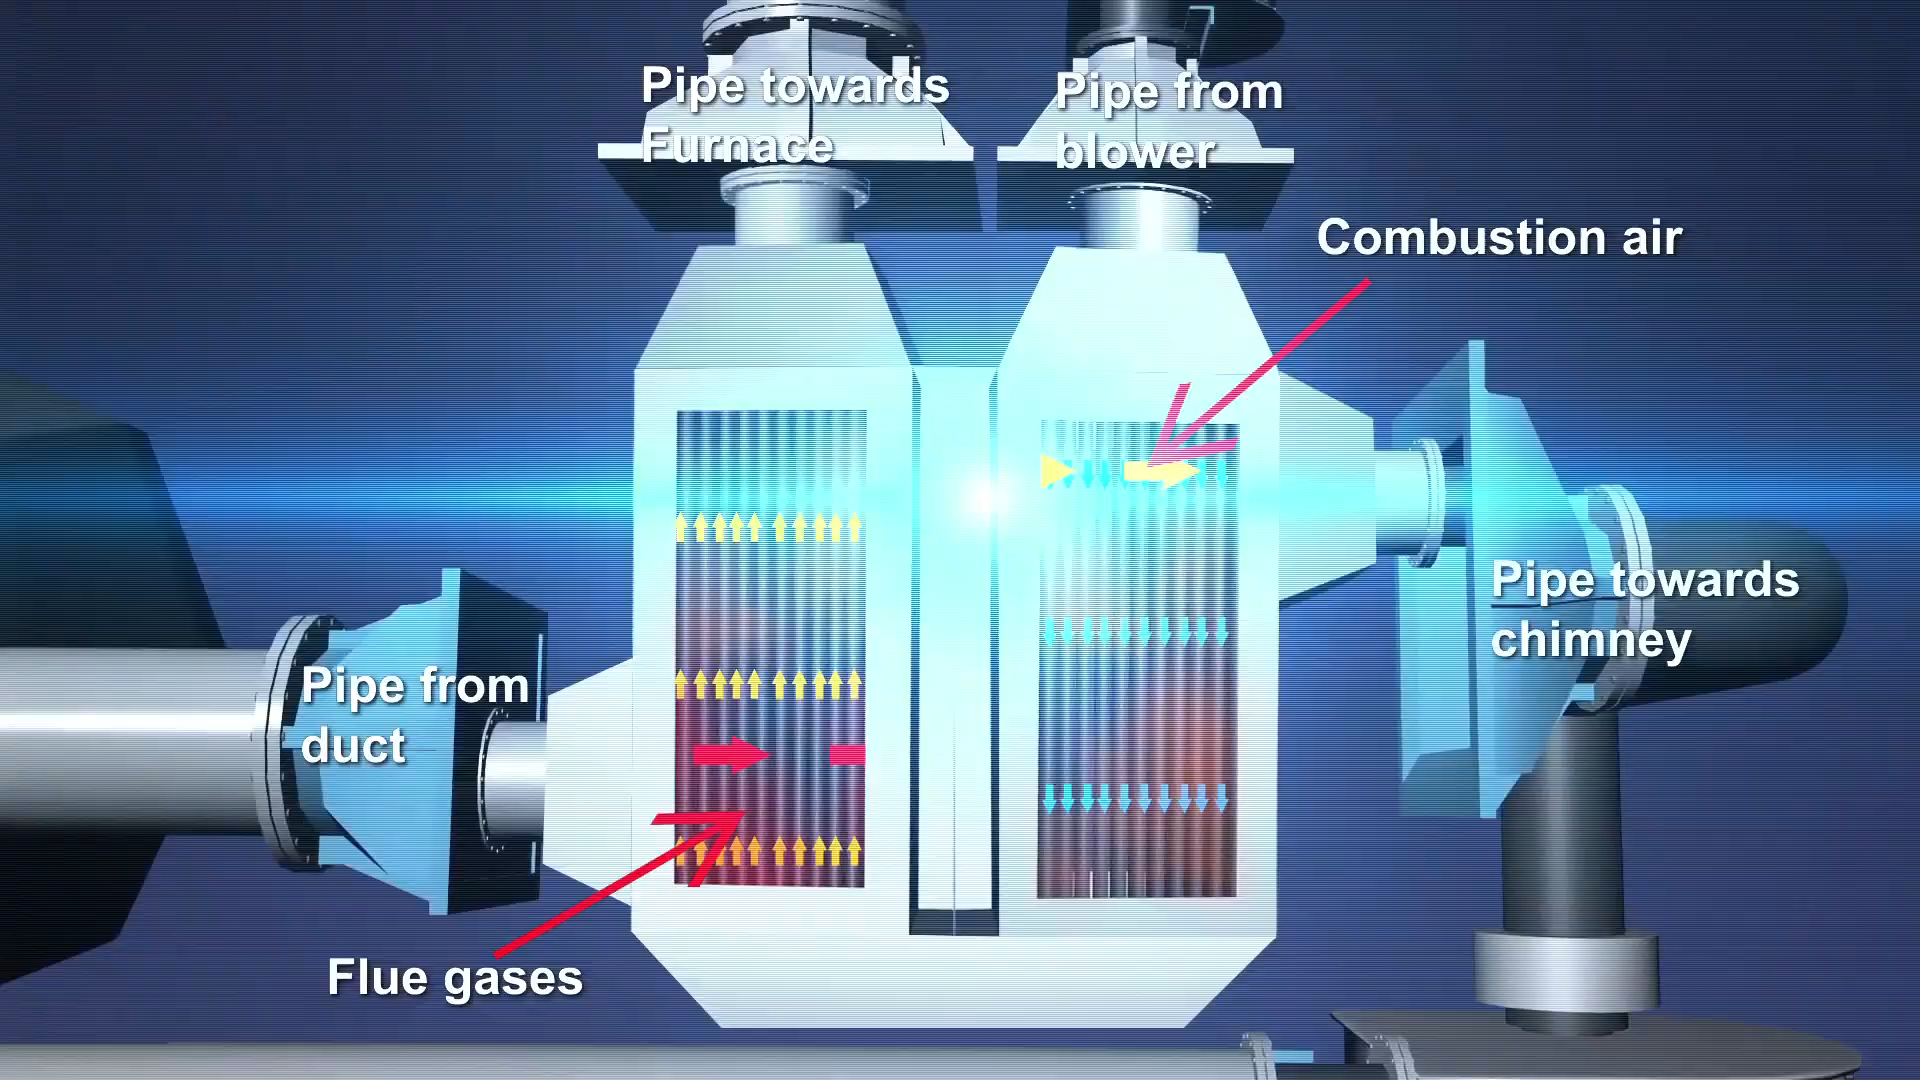 Pipe towards
Furnace
Pipe from
blower
Combustion air
Pipe towards
chimney
Pipe from
duct
Flue gases